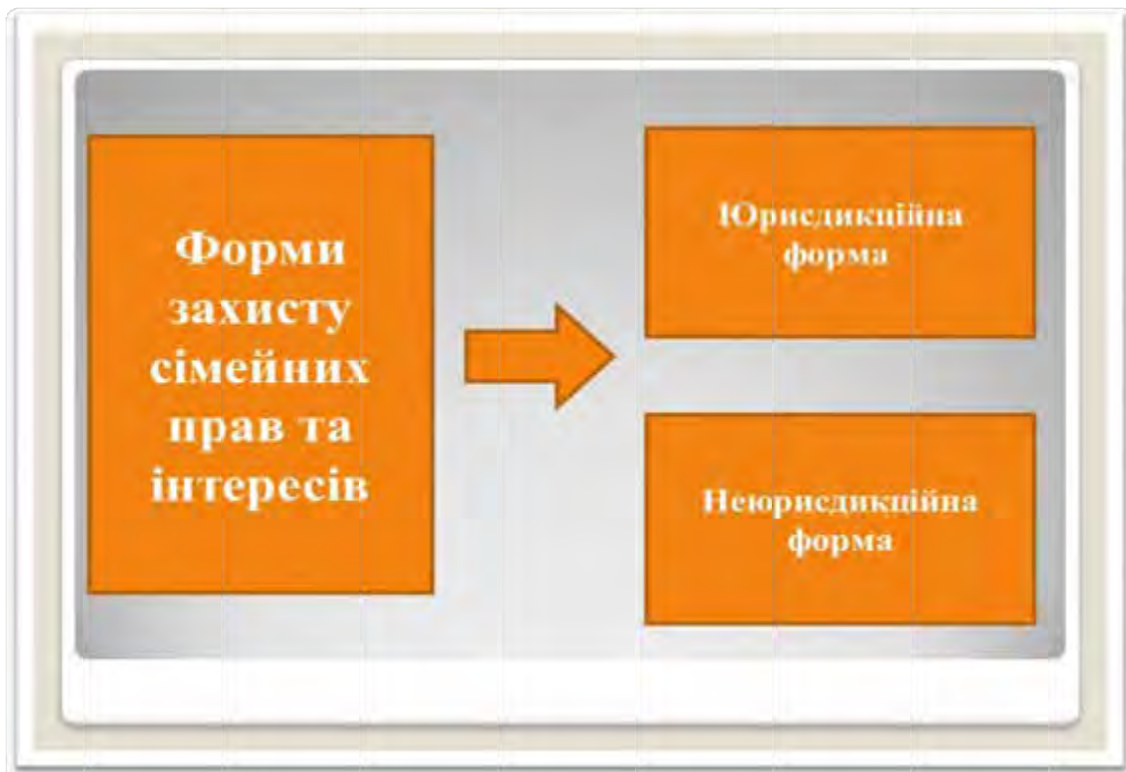 Форми
захисту
сімейних
прав та
інтересів
Юрисдикційна
форма
Неюрисдикційна
форма